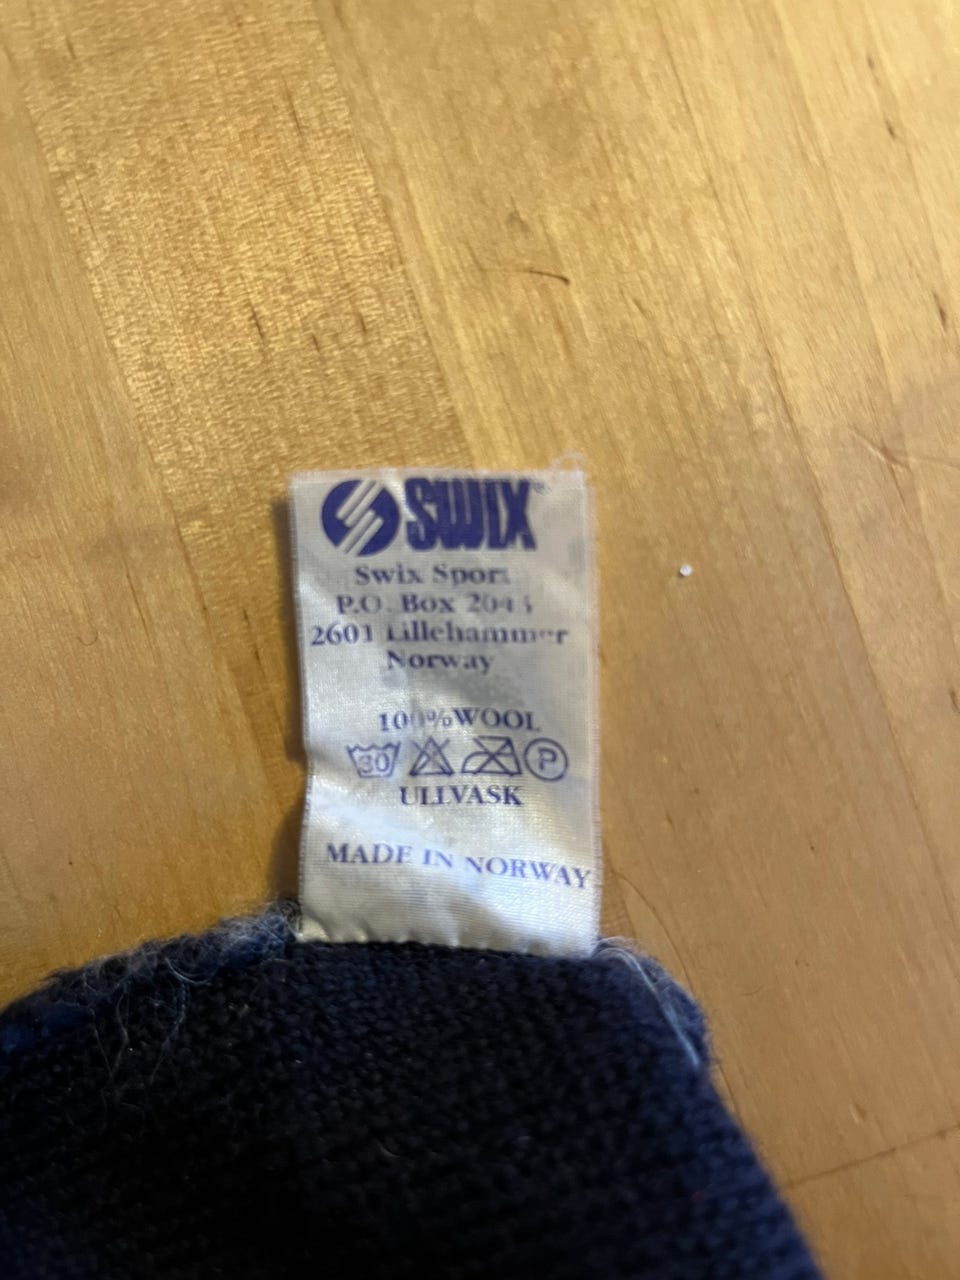 SWIX
Swix Sport
P.O. Box
2601 Lillehammer
Norway
100% WOOL
30 P
ULLVASK
MADE IN NORWAY